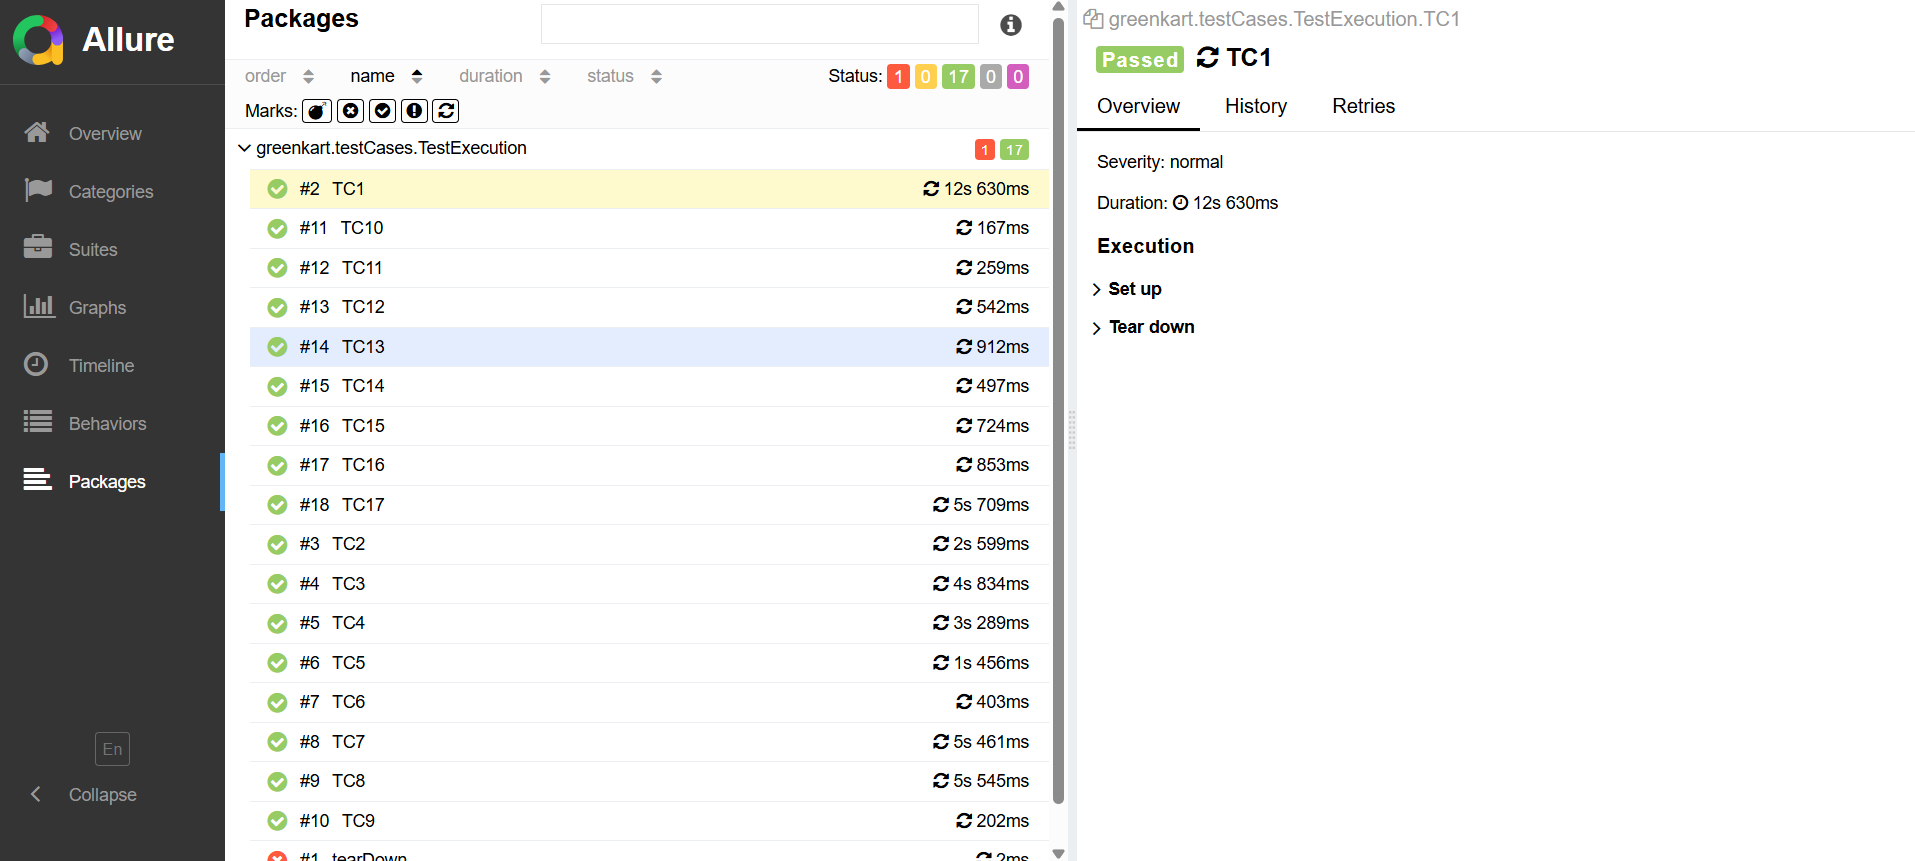 Allure
Overview
Categories
Suites
Graphs
Timeline
Behaviors
Packages
En
Collapse
Packages
order name duration status Status: 1 0 17 0 0
Marks:
greenkart.testCases.TestExecution 1 17
#2 TC1 12s 630ms
#11 TC10 167ms
#12 TC11 259ms
#13 TC12 542ms
#14 TC13 912ms
#15 TC14 497ms
#16 TC15 724ms
#17 TC16 853ms
#18 TC17 5s 709ms
#3 TC2 2s 599ms
#4 TC3 4s 834ms
#5 TC4 3s 289ms
#6 TC5 1s 456ms
#7 TC6 403ms
#8 TC7 5s 461ms
#9 TC8 5s 545ms
#10 TC9 202ms
#1 tearDown 2ms
greenkart.testCases.TestExecution.TC1
Passed TC1
Overview History Retries
Severity: normal
Duration: 12s 630ms
Execution
Set up
Tear down